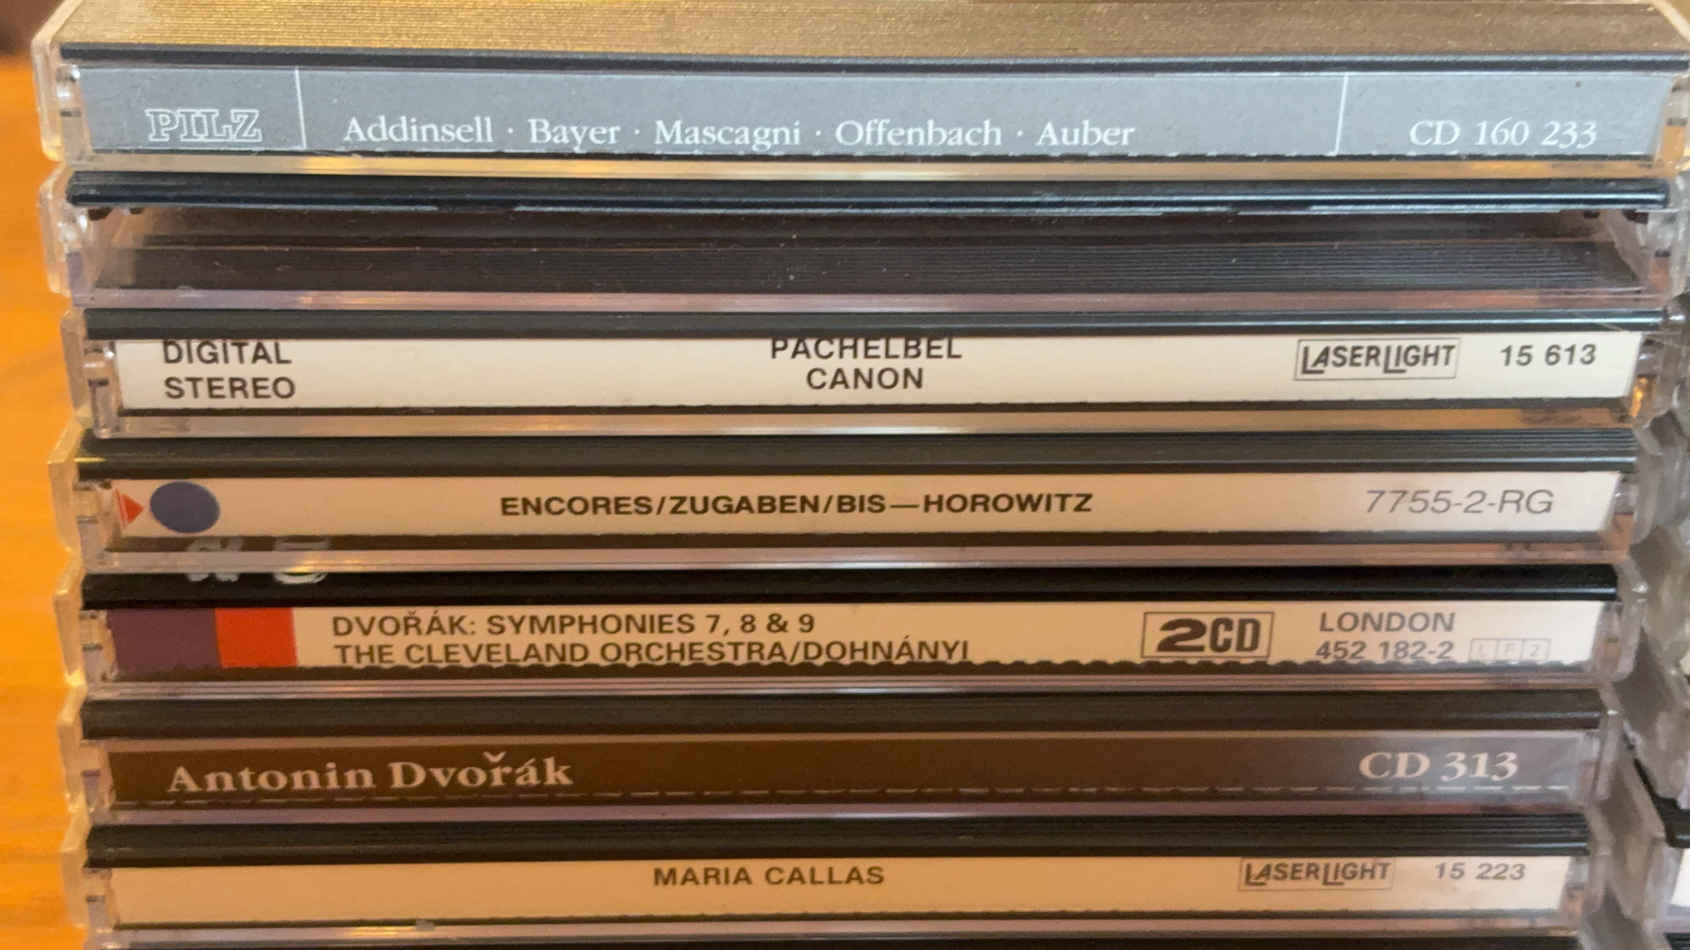 PILZ Addinsell · Bayer · Mascagni · Offenbach · Auber CD 160 233
DIGITAL STEREO
PACHELBEL CANON
LASERLIGHT 15 613
ENCORES/ZUGABEN/BIS—HOROWITZ 7755-2-RG
DVOŘÁK: SYMPHONIES 7, 8 & 9
THE CLEVELAND ORCHESTRA/DOHNÁNYI
2CD
LONDON
452 182-2 LF2
Antonin Dvořák CD 313
MARIA CALLAS LASERLIGHT 15 223